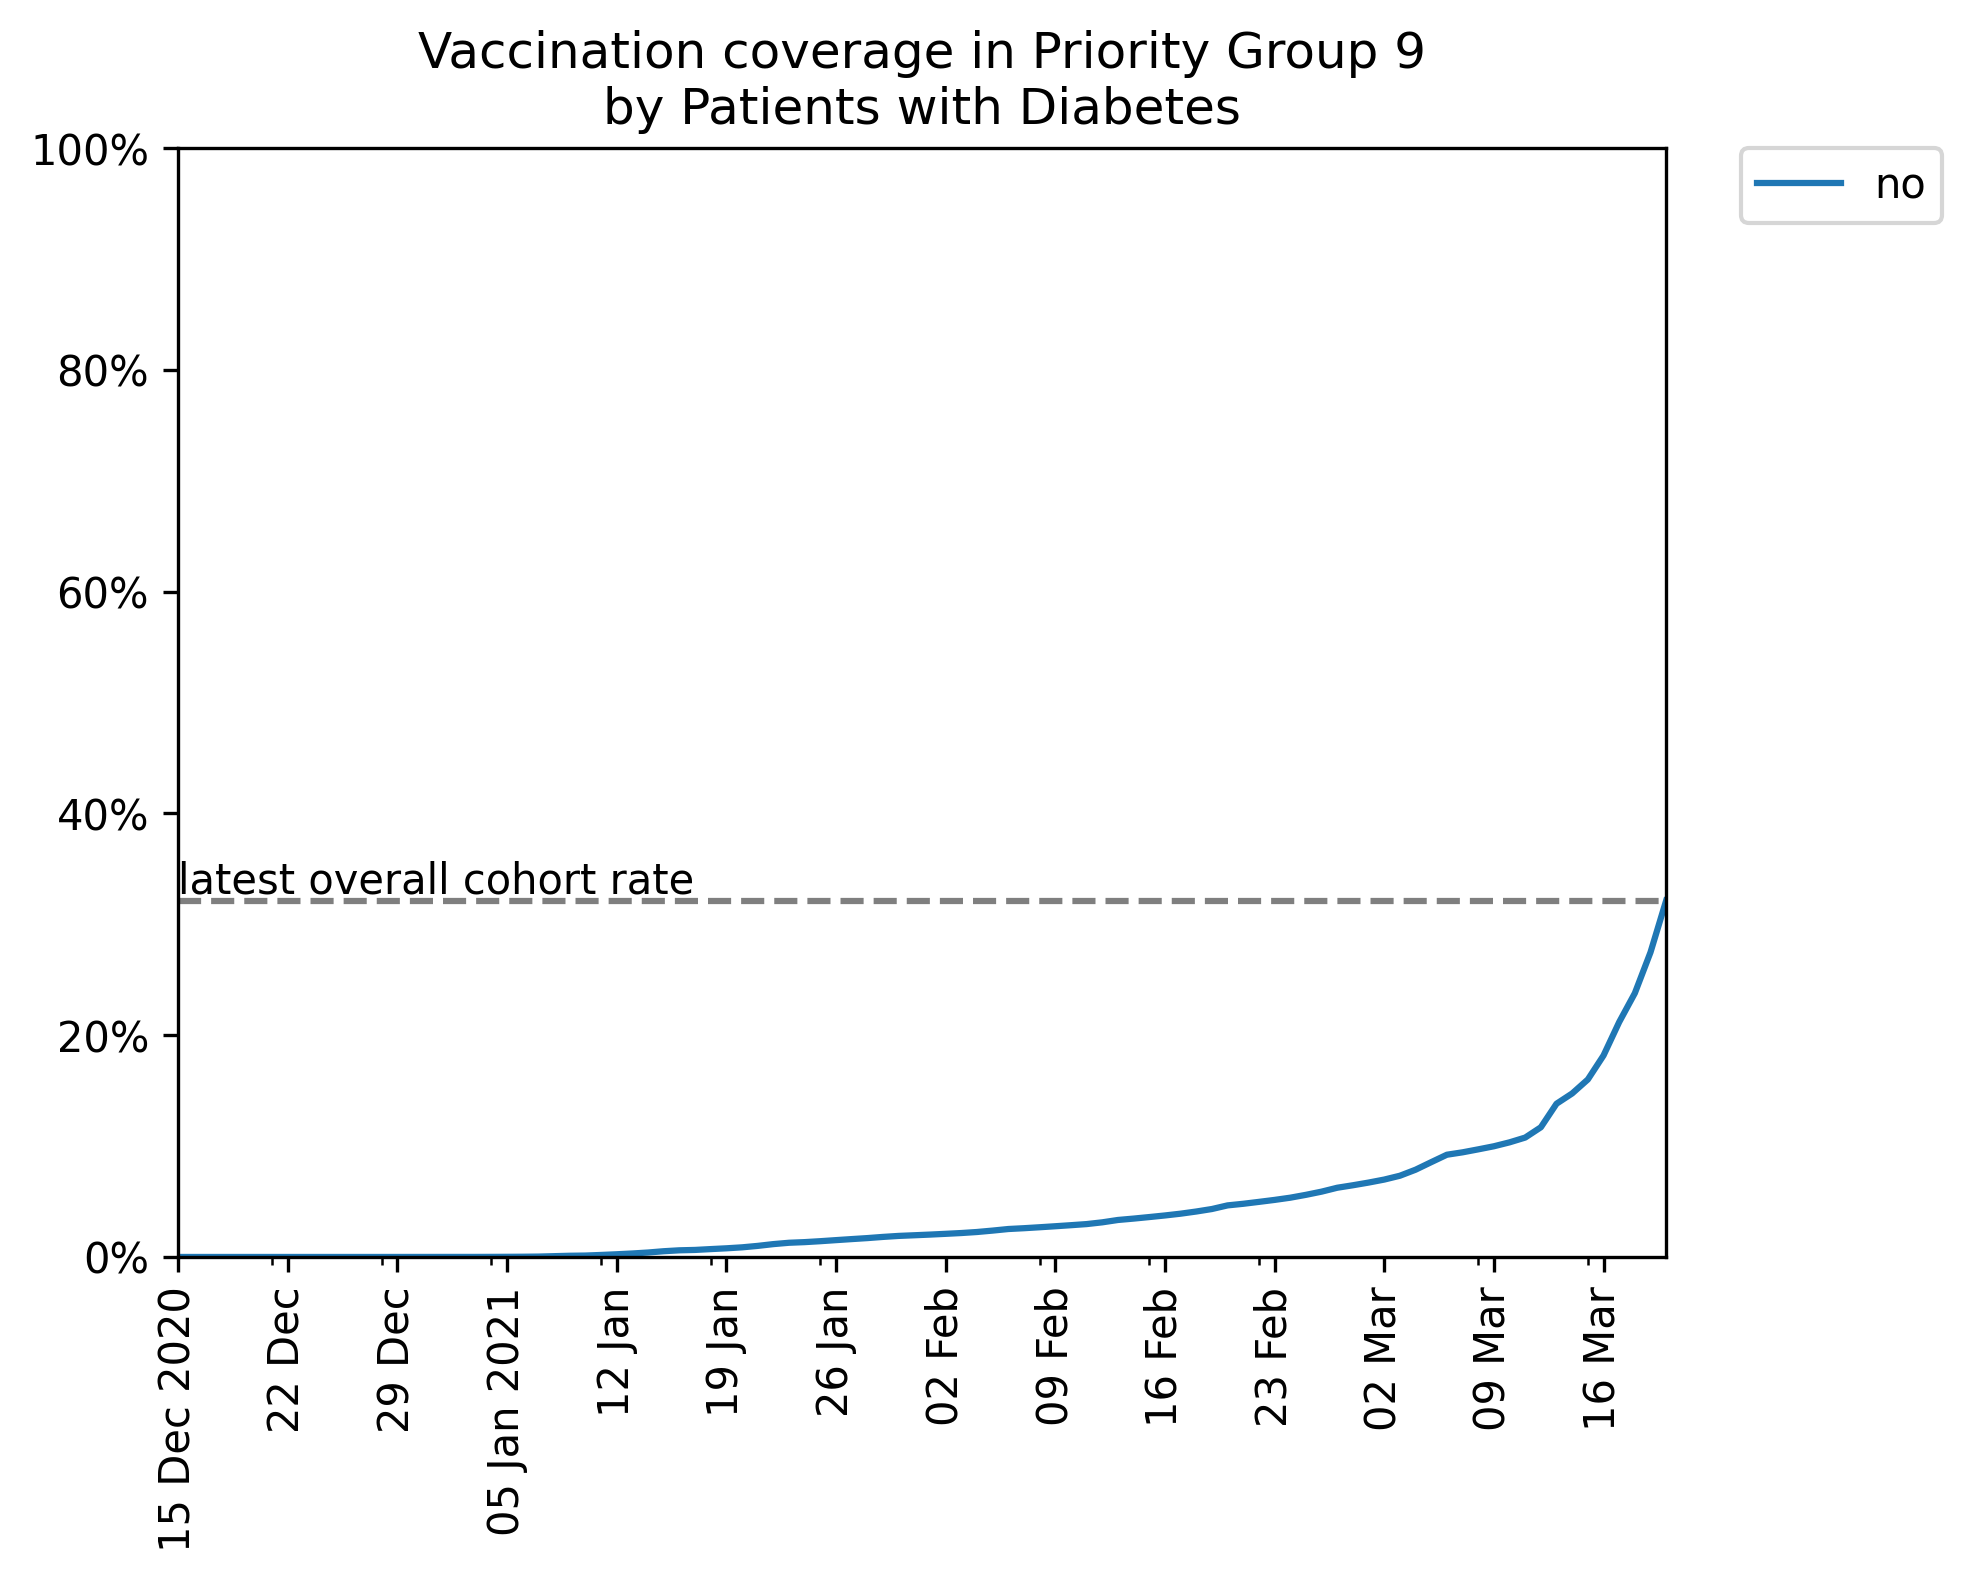 Vaccination coverage in Priority Group 9
by Patients with Diabetes
100%
80%
60%
40%
20%
0%
latest overall cohort rate
no
15 Dec 2020
22 Dec
29 Dec
05 Jan 2021
12 Jan
19 Jan
26 Jan
02 Feb
09 Feb
16 Feb
23 Feb
02 Mar
09 Mar
16 Mar